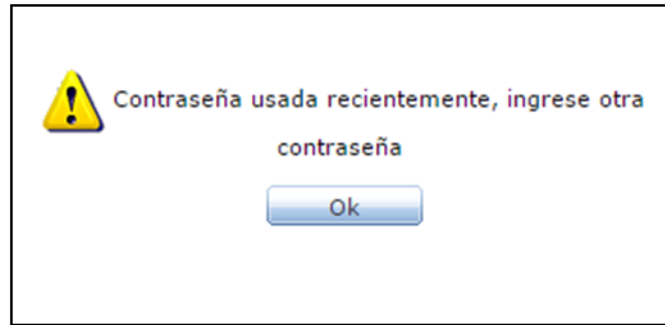 Contraseña usada recientemente, ingrese otra
contraseña
Ok